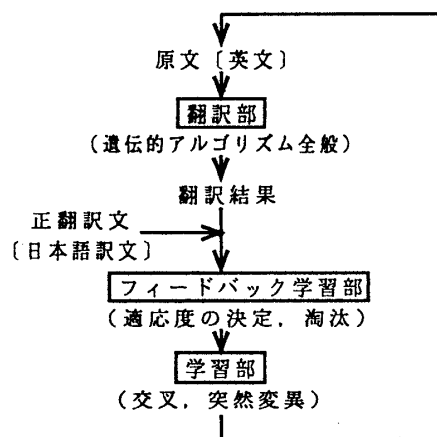 原文〔英文〕
翻訳部
(遺伝的アルゴリズム全般)
翻訳結果
正翻訳文
〔日本語訳文〕
フィードバック学習部
(適応度の決定,淘汰)
学習部
(交叉,突然変異)